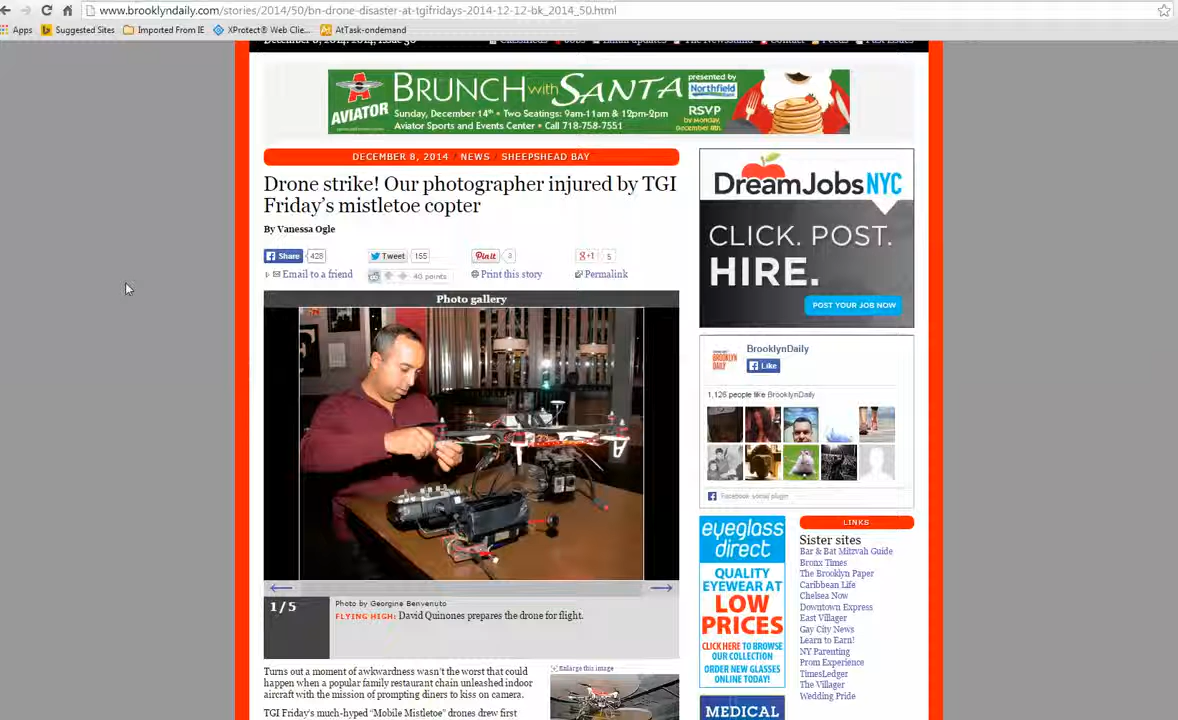 www.brooklyndaily.com/stories/2014/50/bn-drone-disaster-at-tgifridays-2014-12-12-bk_2014_50.html
Apps
Suggested Sites
Imported From IE
XProtect® Web Clie...
AtTask-ondemand
AVIATOR
BRUNCH with SANTA
presented by
Northfield
Sunday, December 14th • Two Seatings: 9am-11am & 12pm-2pm
Aviator Sports and Events Center • Call 718-758-7551
RSVP
by Monday,
December 8th.
DECEMBER 8, 2014 / NEWS / SHEEPSHEAD BAY
Drone strike! Our photographer injured by TGI
Friday's mistletoe copter
By Vanessa Ogle
Share 428
Tweet 155
Pin it 3
g+1 5
Email to a friend
40 points
Print this story
Permalink
Photo gallery
1/5
Photo by Georgine Benvenuto
FLYING HIGH: David Quinones prepares the drone for flight.
Turns out a moment of awkwardness wasn't the worst that could
happen when a popular family restaurant chain unleashed indoor
aircraft with the mission of prompting diners to kiss on camera.
TGI Friday's much-hyped "Mobile Mistletoe" drones drew first
Enlarge this image
DreamJobsNYC
CLICK. POST.
HIRE.
POST YOUR JOB NOW
BROOKLYN
DAILY
BrooklynDaily
Like
1,126 people like BrooklynDaily
Facebook social plugin
eyeglass
direct
QUALITY
EYEWEAR AT
LOW
PRICES
CLICK HERE TO BROWSE
OUR COLLECTION
ORDER NEW GLASSES
ONLINE TODAY!
MEDICAL
LINKS
Sister sites
Bar & Bat Mitzvah Guide
Bronx Times
The Brooklyn Paper
Caribbean Life
Chelsea Now
Downtown Express
East Villager
Gay City News
Learn to Earn!
NY Parenting
Prom Experience
TimesLedger
The Villager
Wedding Pride